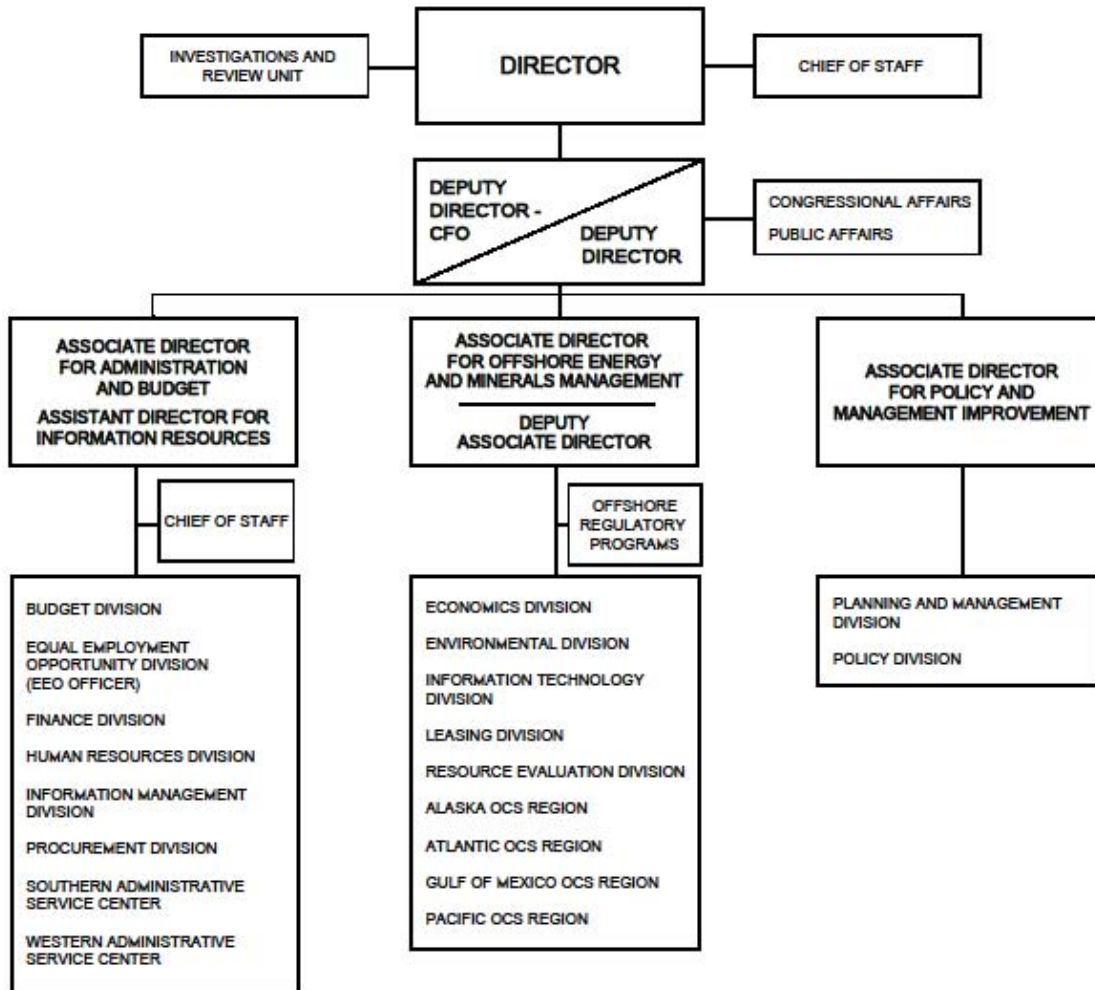 INVESTIGATIONS AND
REVIEW UNIT
DIRECTOR
CHIEF OF STAFF
DEPUTY
DIRECTOR -
CFO
DEPUTY
DIRECTOR
CONGRESSIONAL AFFAIRS
PUBLIC AFFAIRS
ASSOCIATE DIRECTOR
FOR ADMINISTRATION
AND BUDGET
ASSISTANT DIRECTOR FOR
INFORMATION RESOURCES
ASSOCIATE DIRECTOR
FOR OFFSHORE ENERGY
AND MINERALS MANAGEMENT
DEPUTY
ASSOCIATE DIRECTOR
ASSOCIATE DIRECTOR
FOR POLICY AND
MANAGEMENT IMPROVEMENT
CHIEF OF STAFF
OFFSHORE
REGULATORY
PROGRAMS
BUDGET DIVISION
EQUAL EMPLOYMENT
OPPORTUNITY DIVISION
(EEO OFFICER)
FINANCE DIVISION
HUMAN RESOURCES DIVISION
INFORMATION MANAGEMENT
DIVISION
PROCUREMENT DIVISION
SOUTHERN ADMINISTRATIVE
SERVICE CENTER
WESTERN ADMINISTRATIVE
SERVICE CENTER
ECONOMICS DIVISION
ENVIRONMENTAL DIVISION
INFORMATION TECHNOLOGY
DIVISION
LEASING DIVISION
RESOURCE EVALUATION DIVISION
ALASKA OCS REGION
ATLANTIC OCS REGION
GULF OF MEXICO OCS REGION
PACIFIC OCS REGION
PLANNING AND MANAGEMENT
DIVISION
POLICY DIVISION